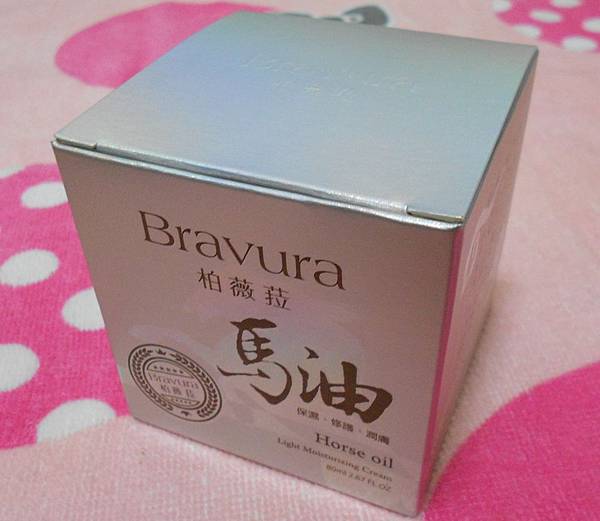 Bravura
柏薇菈
馬油
保濕・修護・潤膚
Horse oil
Light Moisturizing Cream
80ml 2.67 FL.OZ
Bravura
柏薇菈